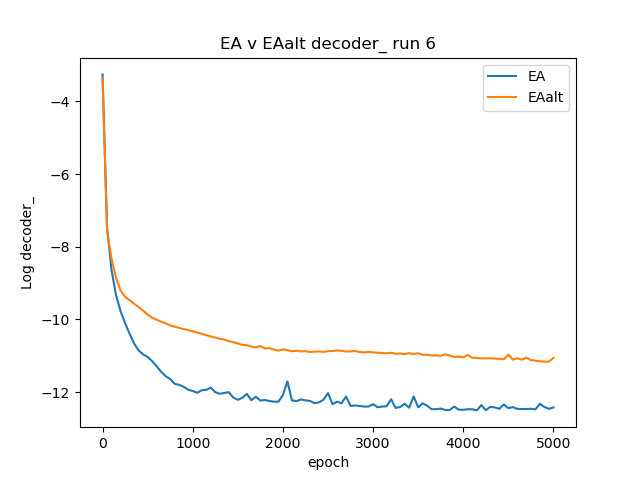 EA v EAalt decoder_ run 6
EA
EAalt
Log decoder_
−4
−6
−8
−10
−12
0 1000 2000 3000 4000 5000
epoch